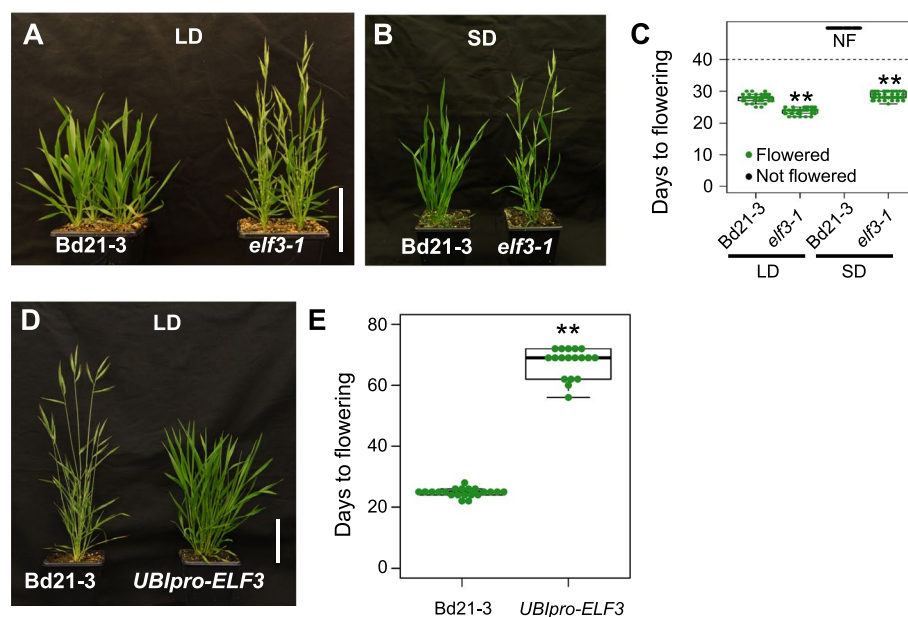 A
LD
Bd21-3
elf3-1
B
SD
Bd21-3
elf3-1
C
Days to flowering
40
30
20
10
0
NF
**
**
Flowered
Not flowered
Bd21-3
elf3-1
Bd21-3
elf3-1
LD
SD
D
LD
Bd21-3
UBIpro-ELF3
E
Days to flowering
80
60
40
20
0
**
Bd21-3
UBIpro-ELF3